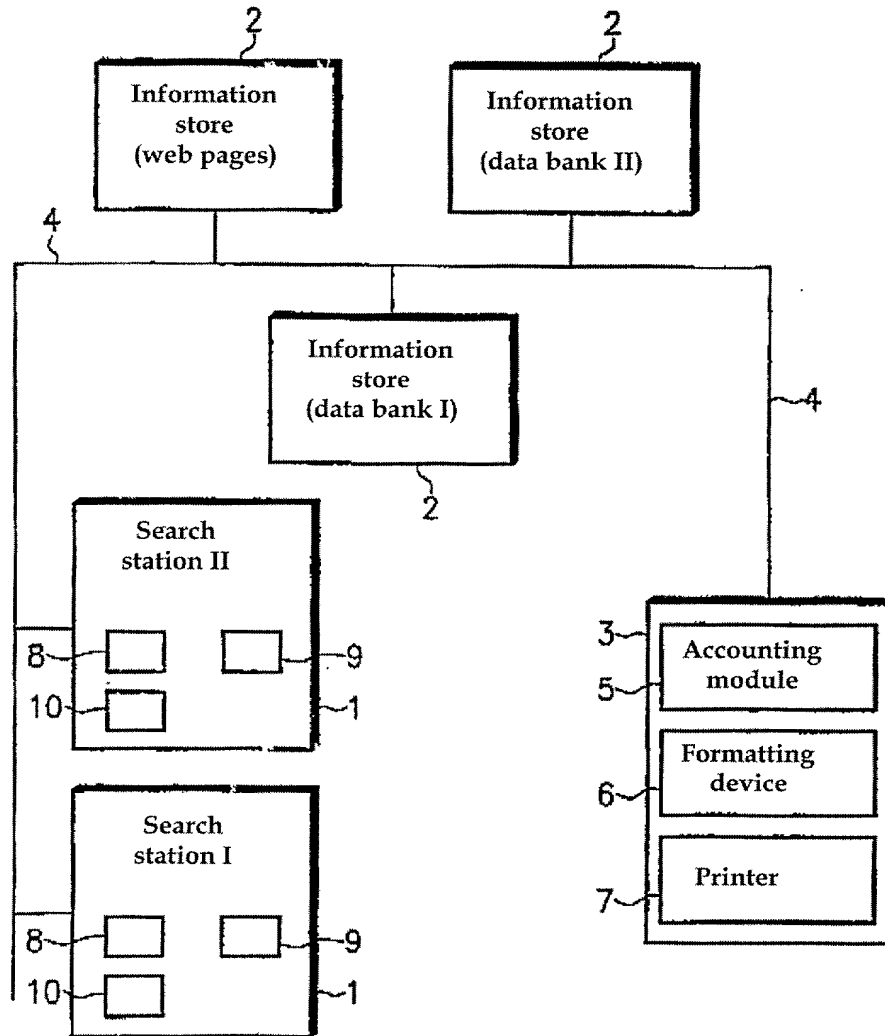 2
2
Information
store
(web pages)
Information
store
(data bank II)
4
Information
store
(data bank I)
4
2
Search
station II
8
9
10
1
3
Accounting
module
5
Formatting
device
6
Printer
7
Search
station I
8
9
10
1